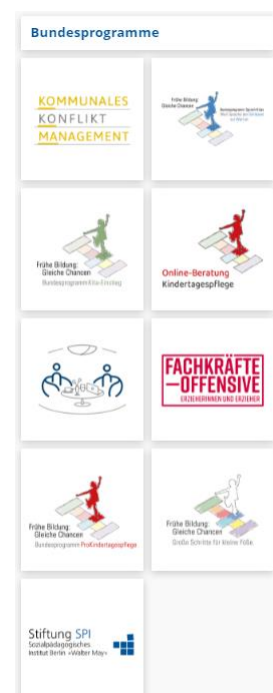 Bundesprogramme
KOMMUNALES
KONFLIKT
MANAGEMENT
Frühe Bildung:
Gleiche Chancen
Frühe Bildung:
Gleiche Chancen
Bundesprogramm Kita-Einstieg
Online-Beratung
Kindertagespflege
FACHKRÄFTE
–OFFENSIVE
ERZIEHERINNEN UND ERZIEHER
Frühe Bildung:
Gleiche Chancen
Bundesprogramm ProKindertagespflege
Frühe Bildung:
Gleiche Chancen
Große Schritte für kleine Füße
Stiftung SPI
Sozialpädagogisches
Institut Berlin »Walter May«